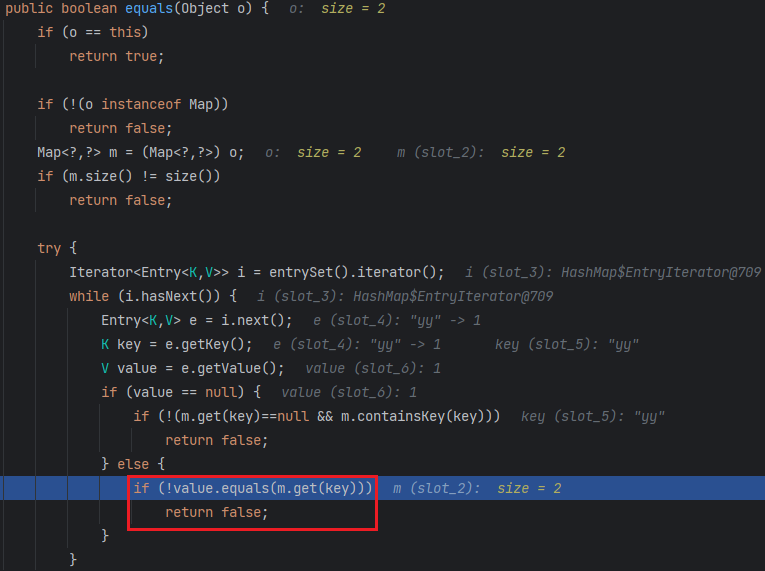 public boolean equals(Object o) {   o:  size = 2
    if (o == this)
        return true;

    if (!(o instanceof Map))
        return false;
    Map<?,?> m = (Map<?,?>) o;   o:  size = 2    m (slot_2):  size = 2
    if (m.size() != size())
        return false;

    try {
        Iterator<Entry<K,V>> i = entrySet().iterator();   i (slot_3): HashMap$EntryIterator@709
        while (i.hasNext()) {   i (slot_3): HashMap$EntryIterator@709
            Entry<K,V> e = i.next();   e (slot_4): "yy" -> 1
            K key = e.getKey();   e (slot_4): "yy" -> 1    key (slot_5): "yy"
            V value = e.getValue();   value (slot_6): 1
            if (value == null) {   value (slot_6): 1
                if (!(m.get(key)==null && m.containsKey(key)))   key (slot_5): "yy"
                    return false;
            } else {
                if (!value.equals(m.get(key)))   m (slot_2):  size = 2
                    return false;
            }
        }